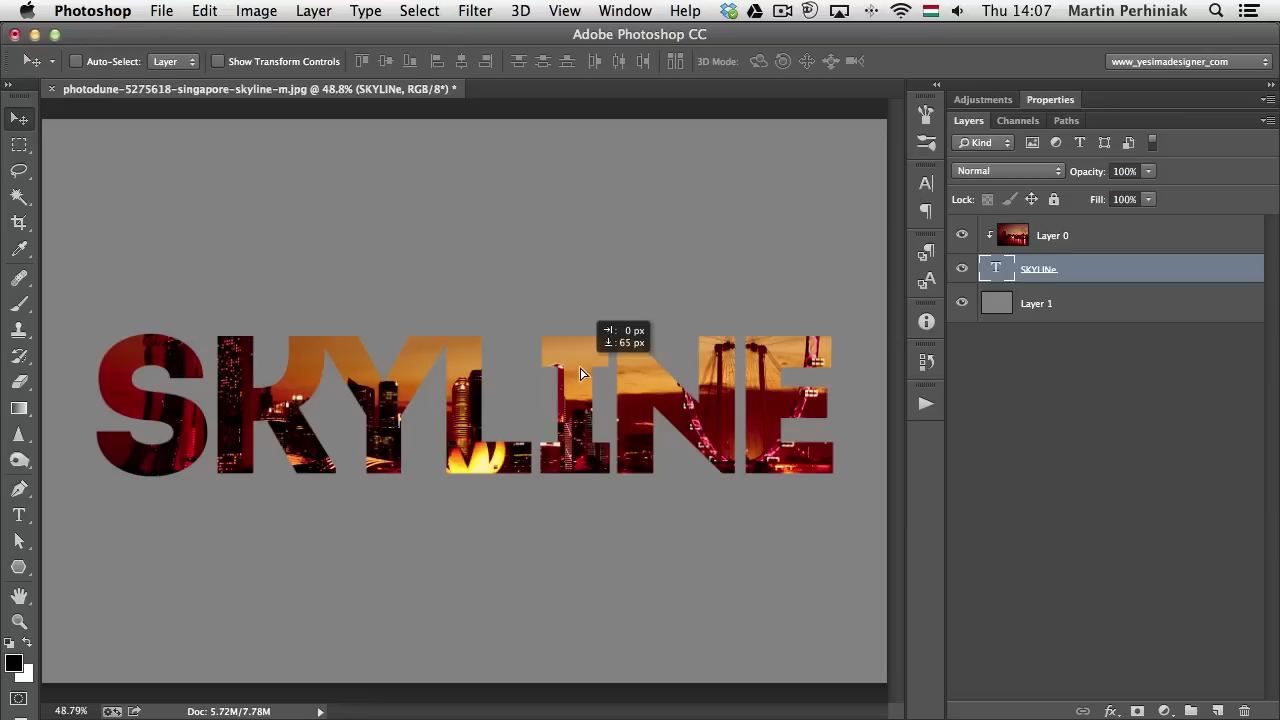 Photoshop File Edit Image Layer Type Select Filter 3D View Window Help Thu 14:07 Martin Perhiniak
Adobe Photoshop CC
Auto-Select: Layer Show Transform Controls 3D Mode: www_yesimadesigner_com
photodune-5275618-singapore-skyline-m.jpg @ 48.8% (SKYLINe, RGB/8*) *
Adjustments Properties
Layers Channels Paths
Kind
Normal Opacity: 100%
Lock: Fill: 100%
Layer 0
SKYLINe
Layer 1
0 px
65 px
SKYLINE
48.79% Doc: 5.72M/7.78M